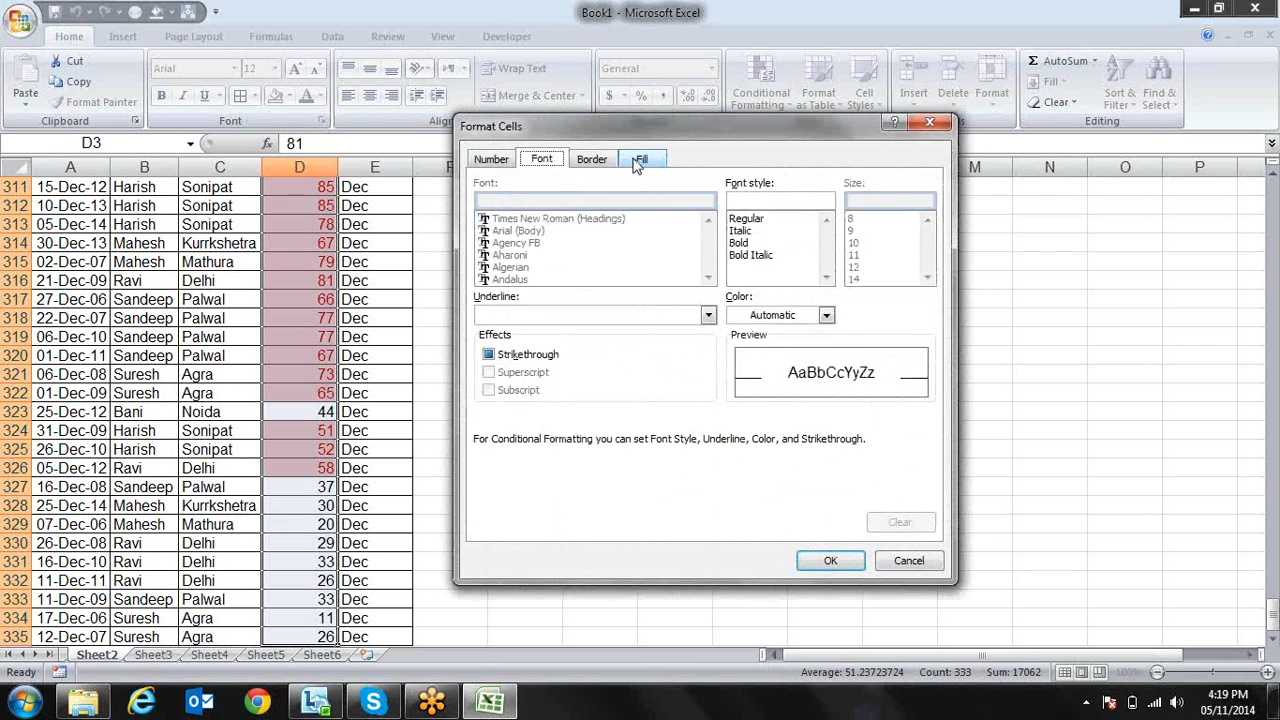 Book1 - Microsoft Excel
Home Insert Page Layout Formulas Data Review View Developer
Paste Cut Copy Format Painter Clipboard
Arial 12 B I U Font
Wrap Text Merge & Center
General $ % ,
Conditional Formatting Format as Table Cell Styles
Insert Delete Format
AutoSum Fill Clear Sort & Filter Find & Select Editing
D3 fx 81
A B C D E M N O P
311 15-Dec-12 Harish Sonipat 85 Dec
312 10-Dec-13 Harish Sonipat 85 Dec
313 05-Dec-14 Harish Sonipat 78 Dec
314 30-Dec-13 Mahesh Kurrkshetra 67 Dec
315 02-Dec-07 Mahesh Mathura 79 Dec
316 21-Dec-09 Ravi Delhi 81 Dec
317 27-Dec-06 Sandeep Palwal 66 Dec
318 22-Dec-07 Sandeep Palwal 77 Dec
319 06-Dec-10 Sandeep Palwal 77 Dec
320 01-Dec-11 Sandeep Palwal 67 Dec
321 06-Dec-08 Suresh Agra 73 Dec
322 01-Dec-09 Suresh Agra 65 Dec
323 25-Dec-12 Bani Noida 44 Dec
324 31-Dec-09 Harish Sonipat 51 Dec
325 26-Dec-10 Harish Sonipat 52 Dec
326 05-Dec-12 Ravi Delhi 58 Dec
327 16-Dec-08 Sandeep Palwal 37 Dec
328 25-Dec-14 Mahesh Kurrkshetra 30 Dec
329 07-Dec-06 Mahesh Mathura 20 Dec
330 26-Dec-08 Ravi Delhi 29 Dec
331 16-Dec-10 Ravi Delhi 33 Dec
332 11-Dec-11 Ravi Delhi 26 Dec
333 11-Dec-09 Sandeep Palwal 33 Dec
334 17-Dec-06 Suresh Agra 11 Dec
335 12-Dec-07 Suresh Agra 26 Dec
Format Cells
Number Font Border Fill
Font: Font style: Size:
Times New Roman (Headings) Regular 8
Arial (Body) Italic 9
Agency FB Bold 10
Aharoni Bold Italic 11
Algerian 12
Andalus 14
Underline: Color:
Automatic
Effects Preview
Strikethrough
Superscript AaBbCcYyZz
Subscript
For Conditional Formatting you can set Font Style, Underline, Color, and Strikethrough.
Clear
OK Cancel
Sheet2 Sheet3 Sheet4 Sheet5 Sheet6
Ready Average: 51.23723724 Count: 333 Sum: 17062 100%
4:19 PM
05/11/2014